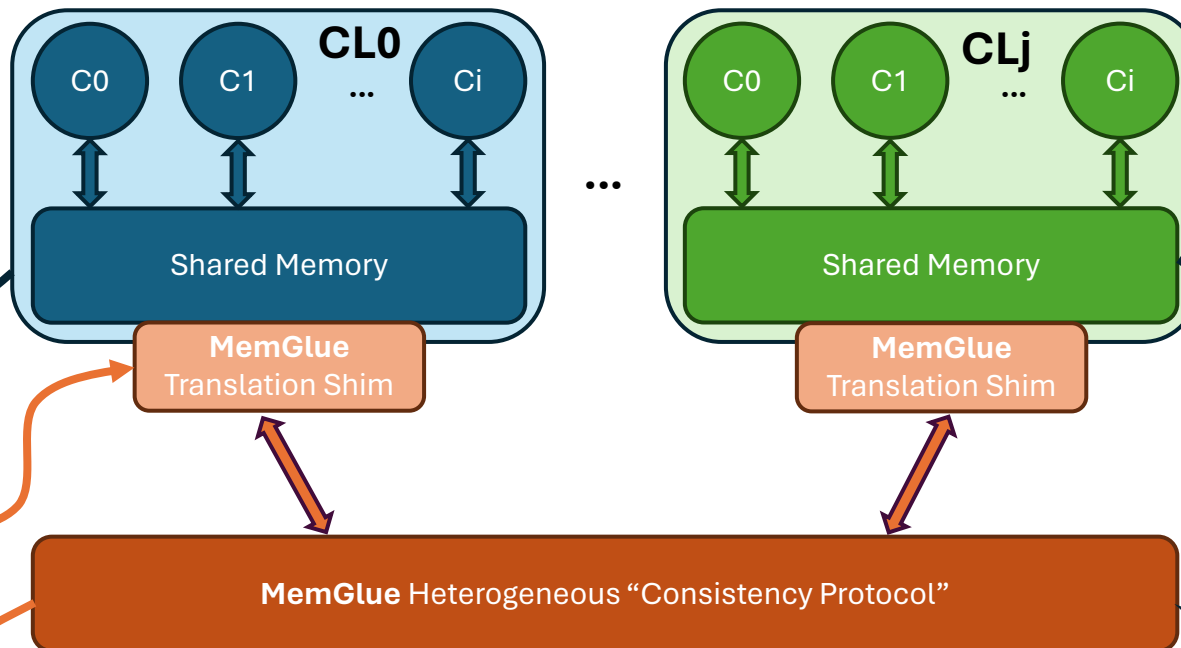 CL0
C0 C1 ... Ci
Shared Memory
MemGlue
Translation Shim
...
CLj
C0 C1 ... Ci
Shared Memory
MemGlue
Translation Shim
MemGlue Heterogeneous “Consistency Protocol”